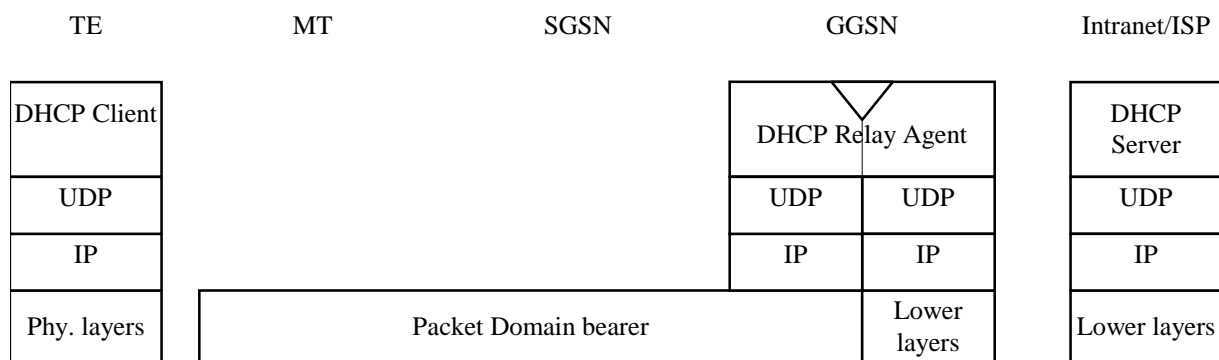 TE MT SGSN GGSN Intranet/ISP
DHCP Client
DHCP Relay Agent
DHCP
Server
UDP UDP UDP UDP
IP IP IP IP
Phy. layers Packet Domain bearer Lower
layers Lower layers